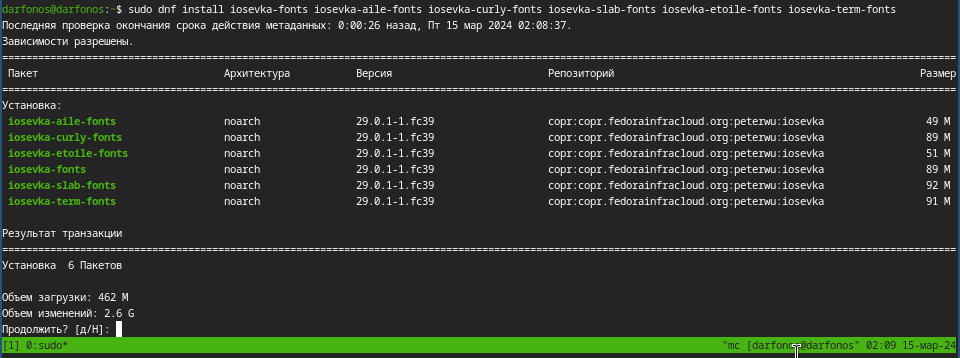 darfonos@darfonos:~$ sudo dnf install iosevka-fonts iosevka-aile-fonts iosevka-curly-fonts iosevka-slab-fonts iosevka-etoile-fonts iosevka-term-fonts
Последняя проверка окончания срока действия метаданных: 0:00:26 назад, Пт 15 мар 2024 02:08:37.
Зависимости разрешены.
Пакет Архитектура Версия Репозиторий Размер
Установка:
iosevka-aile-fonts noarch 29.0.1-1.fc39 copr:copr.fedorainfracloud.org:peterwu:iosevka 49 M
iosevka-curly-fonts noarch 29.0.1-1.fc39 copr:copr.fedorainfracloud.org:peterwu:iosevka 89 M
iosevka-etoile-fonts noarch 29.0.1-1.fc39 copr:copr.fedorainfracloud.org:peterwu:iosevka 51 M
iosevka-fonts noarch 29.0.1-1.fc39 copr:copr.fedorainfracloud.org:peterwu:iosevka 89 M
iosevka-slab-fonts noarch 29.0.1-1.fc39 copr:copr.fedorainfracloud.org:peterwu:iosevka 92 M
iosevka-term-fonts noarch 29.0.1-1.fc39 copr:copr.fedorainfracloud.org:peterwu:iosevka 91 M
Результат транзакции
Установка 6 Пакетов
Объем загрузки: 462 M
Объем изменений: 2.6 G
Продолжить? [д/Н]:
[1] 0:sudo* "mc [darfonos@darfonos" 02:09 15-мар-24